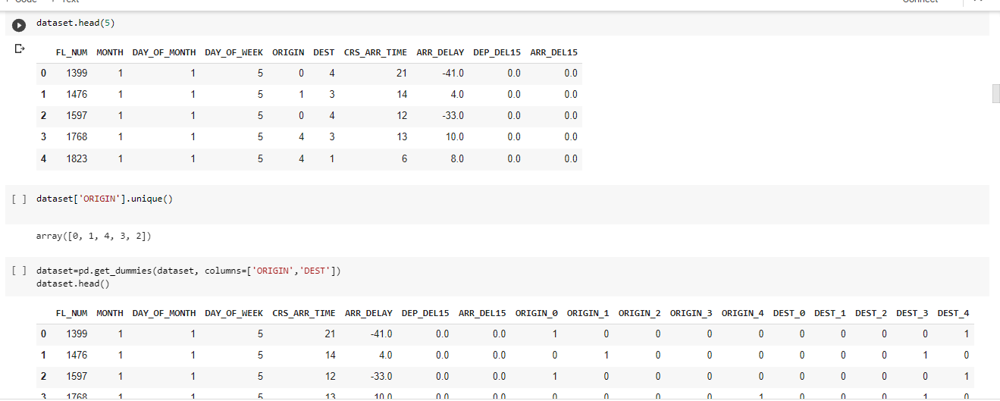 + Code + Text Connect
dataset.head(5)
FL_NUM MONTH DAY_OF_MONTH DAY_OF_WEEK ORIGIN DEST CRS_ARR_TIME ARR_DELAY DEP_DEL15 ARR_DEL15
0 1399 1 1 5 0 4 21 -41.0 0.0 0.0
1 1476 1 1 5 1 3 14 4.0 0.0 0.0
2 1597 1 1 5 0 4 12 -33.0 0.0 0.0
3 1768 1 1 5 4 3 13 10.0 0.0 0.0
4 1823 1 1 5 4 1 6 8.0 0.0 0.0
[ ] dataset['ORIGIN'].unique()
array([0, 1, 4, 3, 2])
[ ] dataset=pd.get_dummies(dataset, columns=['ORIGIN','DEST'])
dataset.head()
FL_NUM MONTH DAY_OF_MONTH DAY_OF_WEEK CRS_ARR_TIME ARR_DELAY DEP_DEL15 ARR_DEL15 ORIGIN_0 ORIGIN_1 ORIGIN_2 ORIGIN_3 ORIGIN_4 DEST_0 DEST_1 DEST_2 DEST_3 DEST_4
0 1399 1 1 5 21 -41.0 0.0 0.0 1 0 0 0 0 0 0 0 0 1
1 1476 1 1 5 14 4.0 0.0 0.0 0 1 0 0 0 0 0 0 1 0
2 1597 1 1 5 12 -33.0 0.0 0.0 1 0 0 0 0 0 0 0 0 1
3 1768 1 1 5 13 10.0 0.0 0.0 0 0 0 0 1 0 0 0 1 0